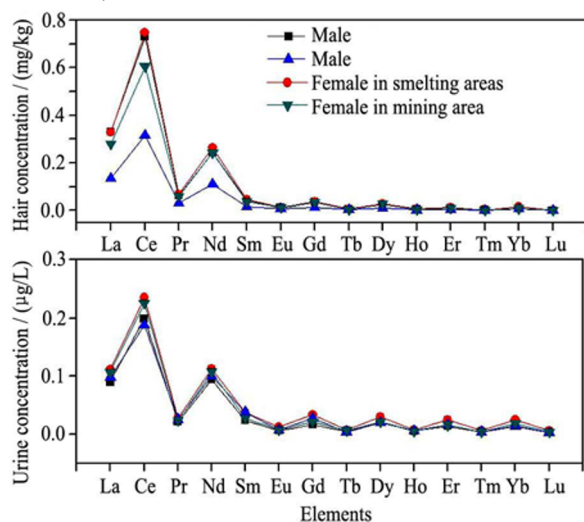 0.8
0.6
0.4
0.2
0.0
Hair concentration / (mg/kg)
Male
Male
Female in smelting areas
Female in mining area
La Ce Pr Nd Sm Eu Gd Tb Dy Ho Er Tm Yb Lu
0.3
0.2
0.1
0.0
Urine concentration / (μg/L)
La Ce Pr Nd Sm Eu Gd Tb Dy Ho Er Tm Yb Lu
Elements